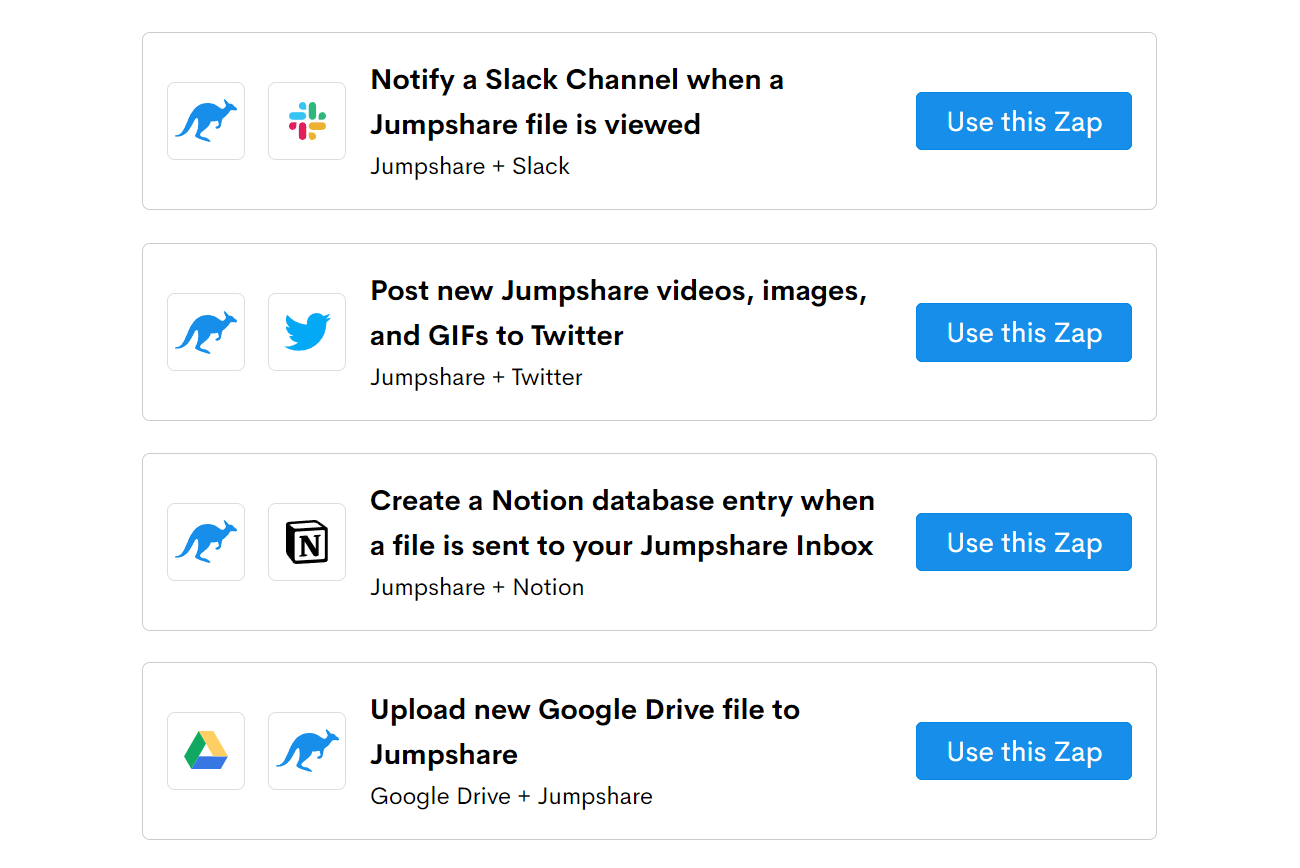 Notify a Slack Channel when a
Jumpshare file is viewed
Jumpshare + Slack
Use this Zap
Post new Jumpshare videos, images,
and GIFs to Twitter
Jumpshare + Twitter
Use this Zap
N
Create a Notion database entry when
a file is sent to your Jumpshare Inbox
Jumpshare + Notion
Use this Zap
Upload new Google Drive file to
Jumpshare
Google Drive + Jumpshare
Use this Zap